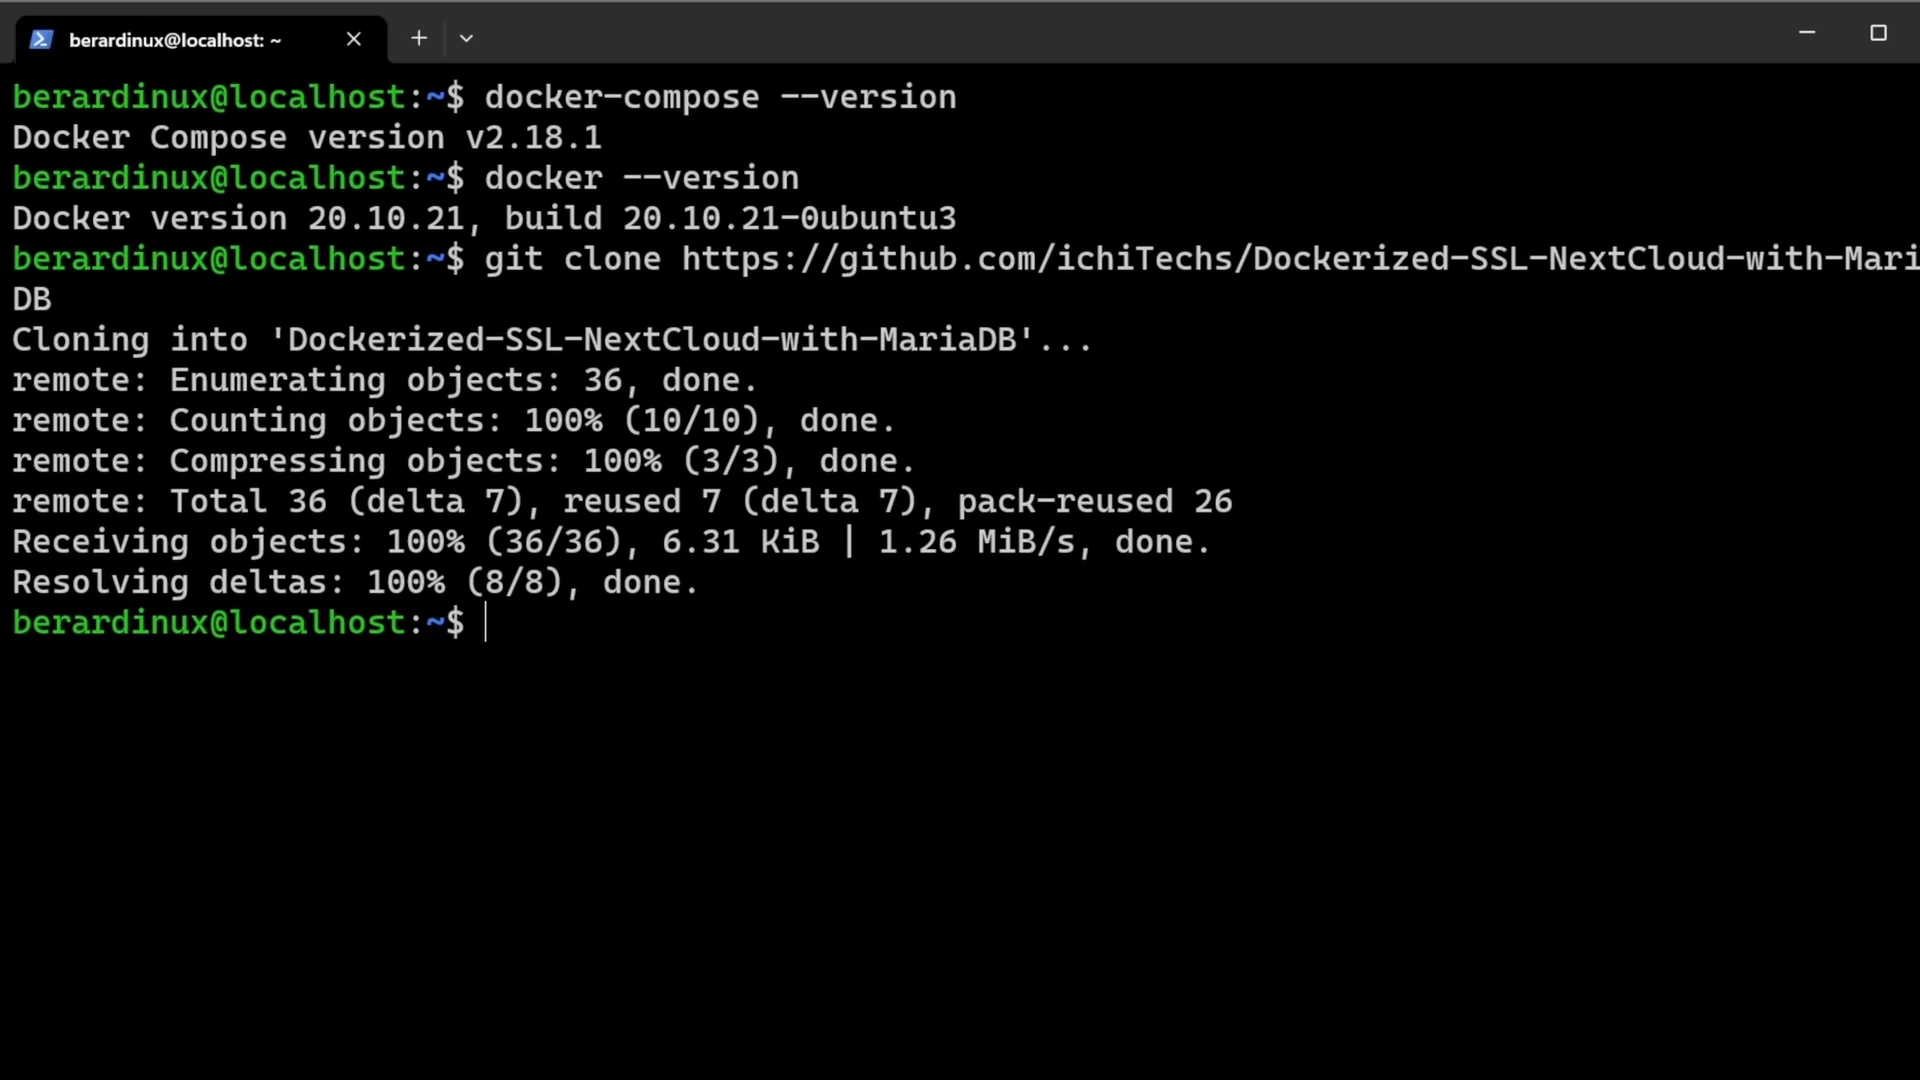 berardinux@localhost: ~
berardinux@localhost:~$ docker-compose --version
Docker Compose version v2.18.1
berardinux@localhost:~$ docker --version
Docker version 20.10.21, build 20.10.21-0ubuntu3
berardinux@localhost:~$ git clone https://github.com/ichiTechs/Dockerized-SSL-NextCloud-with-Mari
DB
Cloning into 'Dockerized-SSL-NextCloud-with-MariaDB'...
remote: Enumerating objects: 36, done.
remote: Counting objects: 100% (10/10), done.
remote: Compressing objects: 100% (3/3), done.
remote: Total 36 (delta 7), reused 7 (delta 7), pack-reused 26
Receiving objects: 100% (36/36), 6.31 KiB | 1.26 MiB/s, done.
Resolving deltas: 100% (8/8), done.
berardinux@localhost:~$